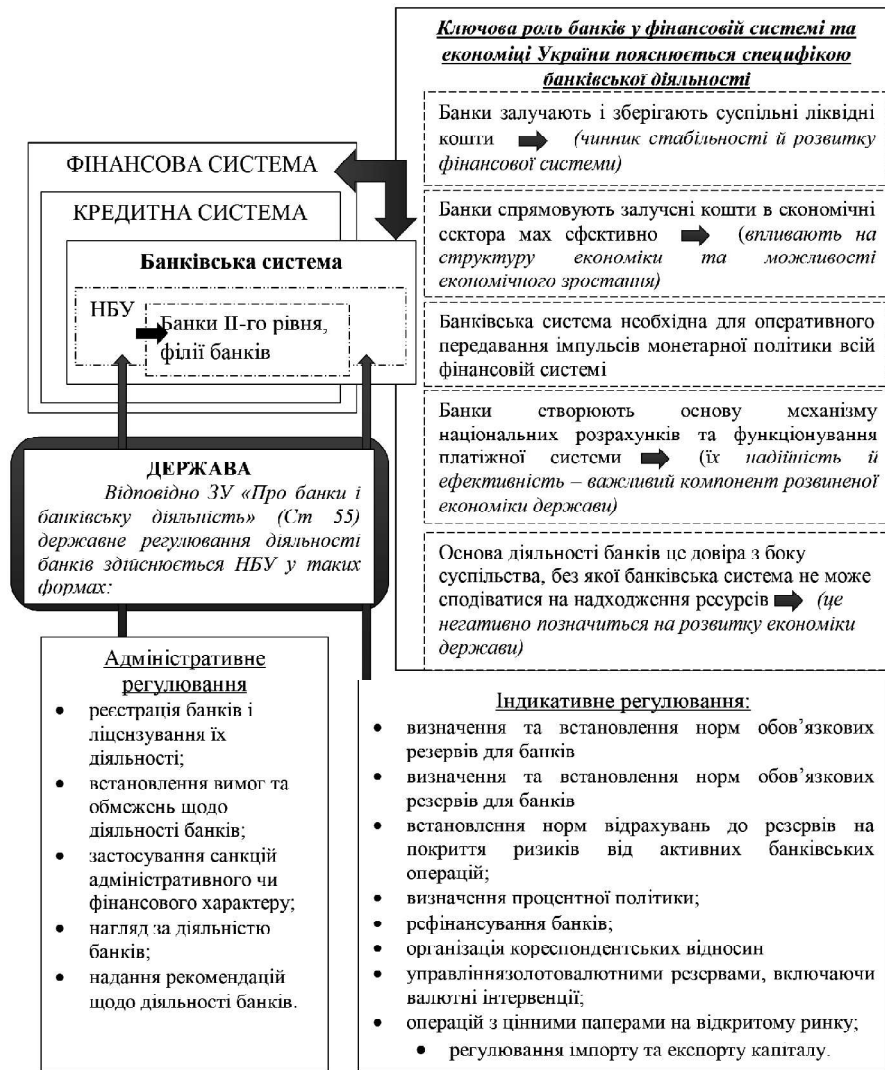 Ключова роль банків у фінансовій системі та
економіці України пояснюється специфікою
банківської діяльності
Банки залучають і зберігають суспільні ліквідні
кошти (чинник стабільності й розвитку
фінансової системи)
Банки спрямовують залучені кошти в економічні
сектора мах ефективно (впливають на
структуру економіки та можливості
економічного зростання)
Банківська система необхідна для оперативного
передавання імпульсів монетарної політики всій
фінансовій системі
Банки створюють основу механізму
національних розрахунків та функціонування
платіжної системи (їх надійність й
ефективність – важливий компонент розвиненої
економіки держави)
Основа діяльності банків це довіра з боку
суспільства, без якої банківська система не може
сподіватися на надходження ресурсів (це
негативно позначиться на розвитку економіки
держави)
ФІНАНСОВА СИСТЕМА
КРЕДИТНА СИСТЕМА
Банківська система
НБУ
Банки ІІ-го рівня,
філії банків
ДЕРЖАВА
Відповідно ЗУ «Про банки і
банківську діяльність» (Ст 55)
державне регулювання діяльності
банків здійснюється НБУ у таких
формах:
Адміністративне
регулювання
• реєстрація банків і
ліцензування їх
діяльності;
• встановлення вимог та
обмежень щодо
діяльності банків;
• застосування санкцій
адміністративного чи
фінансового характеру;
• нагляд за діяльністю
банків;
• надання рекомендацій
щодо діяльності банків.
Індикативне регулювання:
• визначення та встановлення норм обов’язкових
резервів для банків
• визначення та встановлення норм обов’язкових
резервів для банків
• встановлення норм відрахувань до резервів на
покриття ризиків від активних банківських
операцій;
• визначення процентної політики;
• рефінансування банків;
• організація кореспондентських відносин
• управліннязолотовалютними резервами, включаючи
валютні інтервенції;
• операцій з цінними паперами на відкритому ринку;
• регулювання імпорту та експорту капіталу.